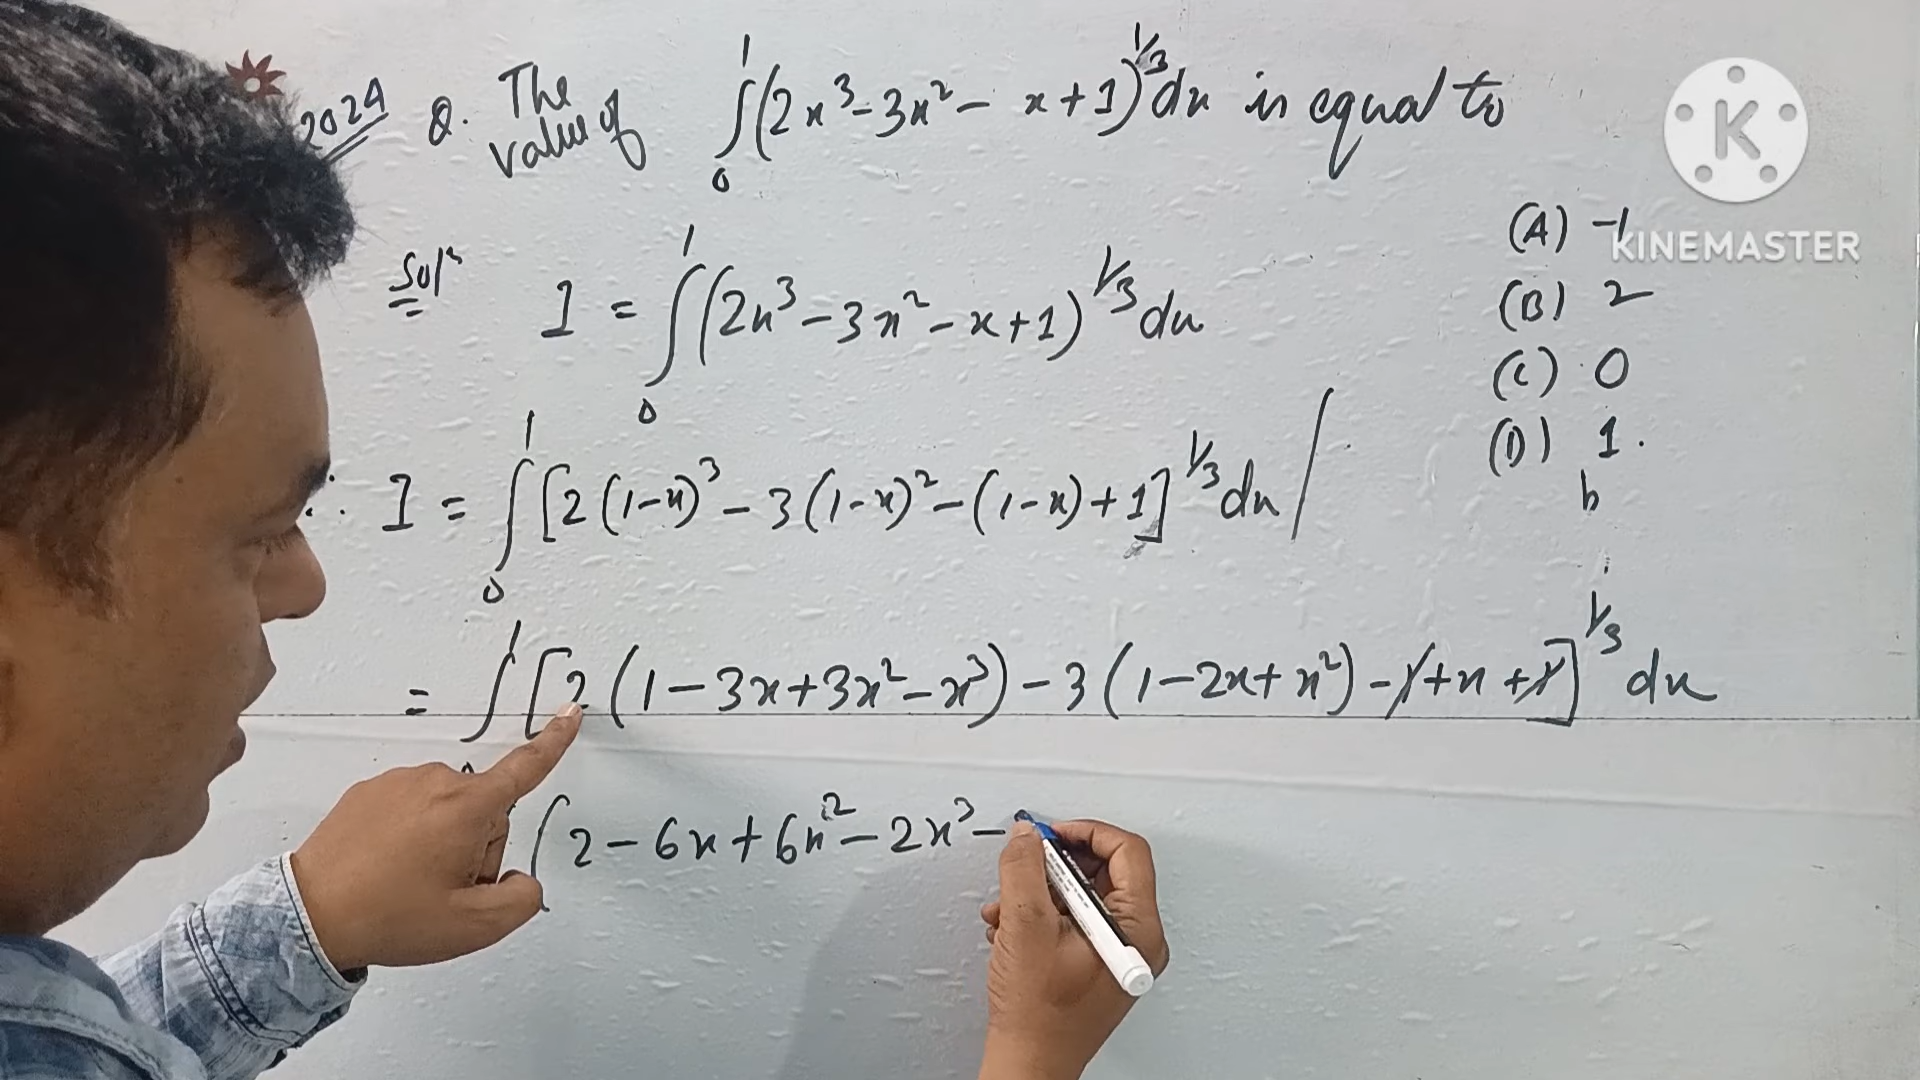 2024 Q. The value of ∫₀¹ (2x³-3x²- x+1)^1/3 dx is equal to
(A) -1
KINEMASTER
Solⁿ I = ∫₀¹ (2x³-3x²-x+1)^1/3 dx
(B) 2
(C) 0
(D) 1.
b
∴ I = ∫₀¹ [2(1-x)³-3(1-x)²-(1-x)+1]^1/3 dx /
= ∫₀¹ [2(1-3x+3x²-x³)-3(1-2x+x²)-1+x+1]^1/3 dx
∫ (2-6x+6x²-2x³-